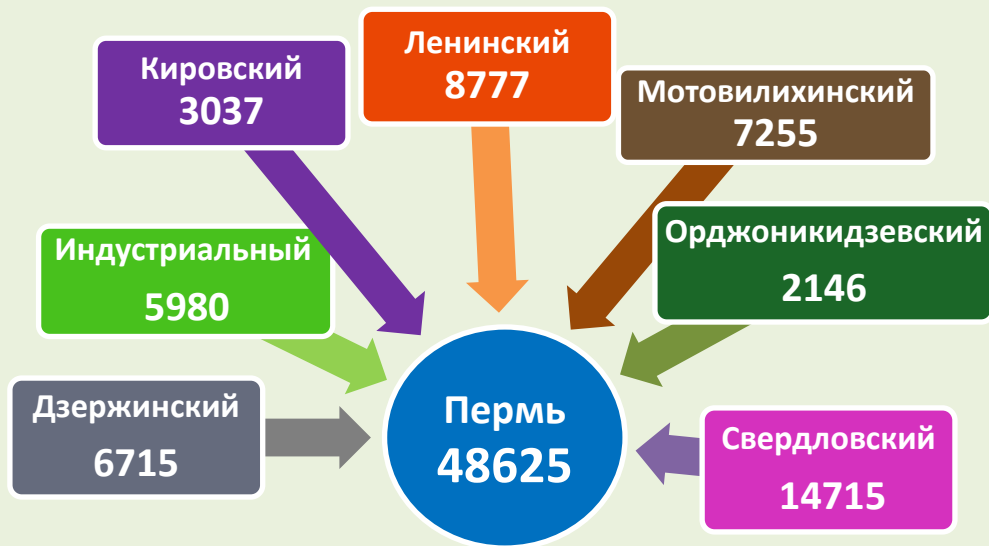 Ленинский
8777
Кировский
3037
Мотовилихинский
7255
Индустриальный
5980
Орджоникидзевский
2146
Дзержинский
6715
Пермь
48625
Свердловский
14715